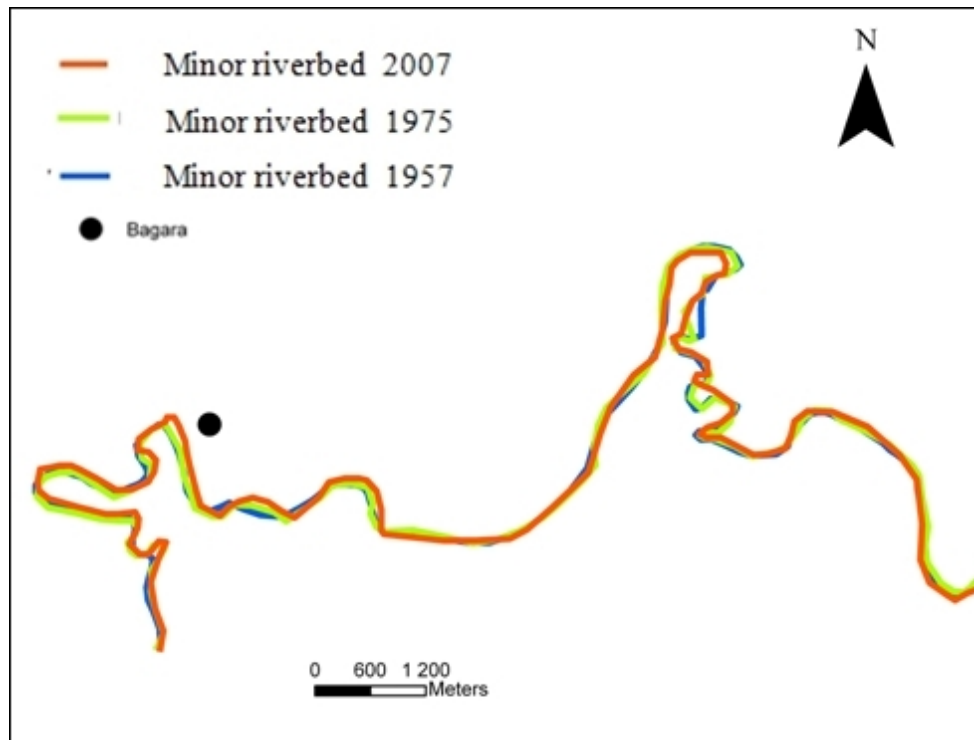 Minor riverbed 2007
Minor riverbed 1975
Minor riverbed 1957
Bagara
N
0 600 1 200
Meters